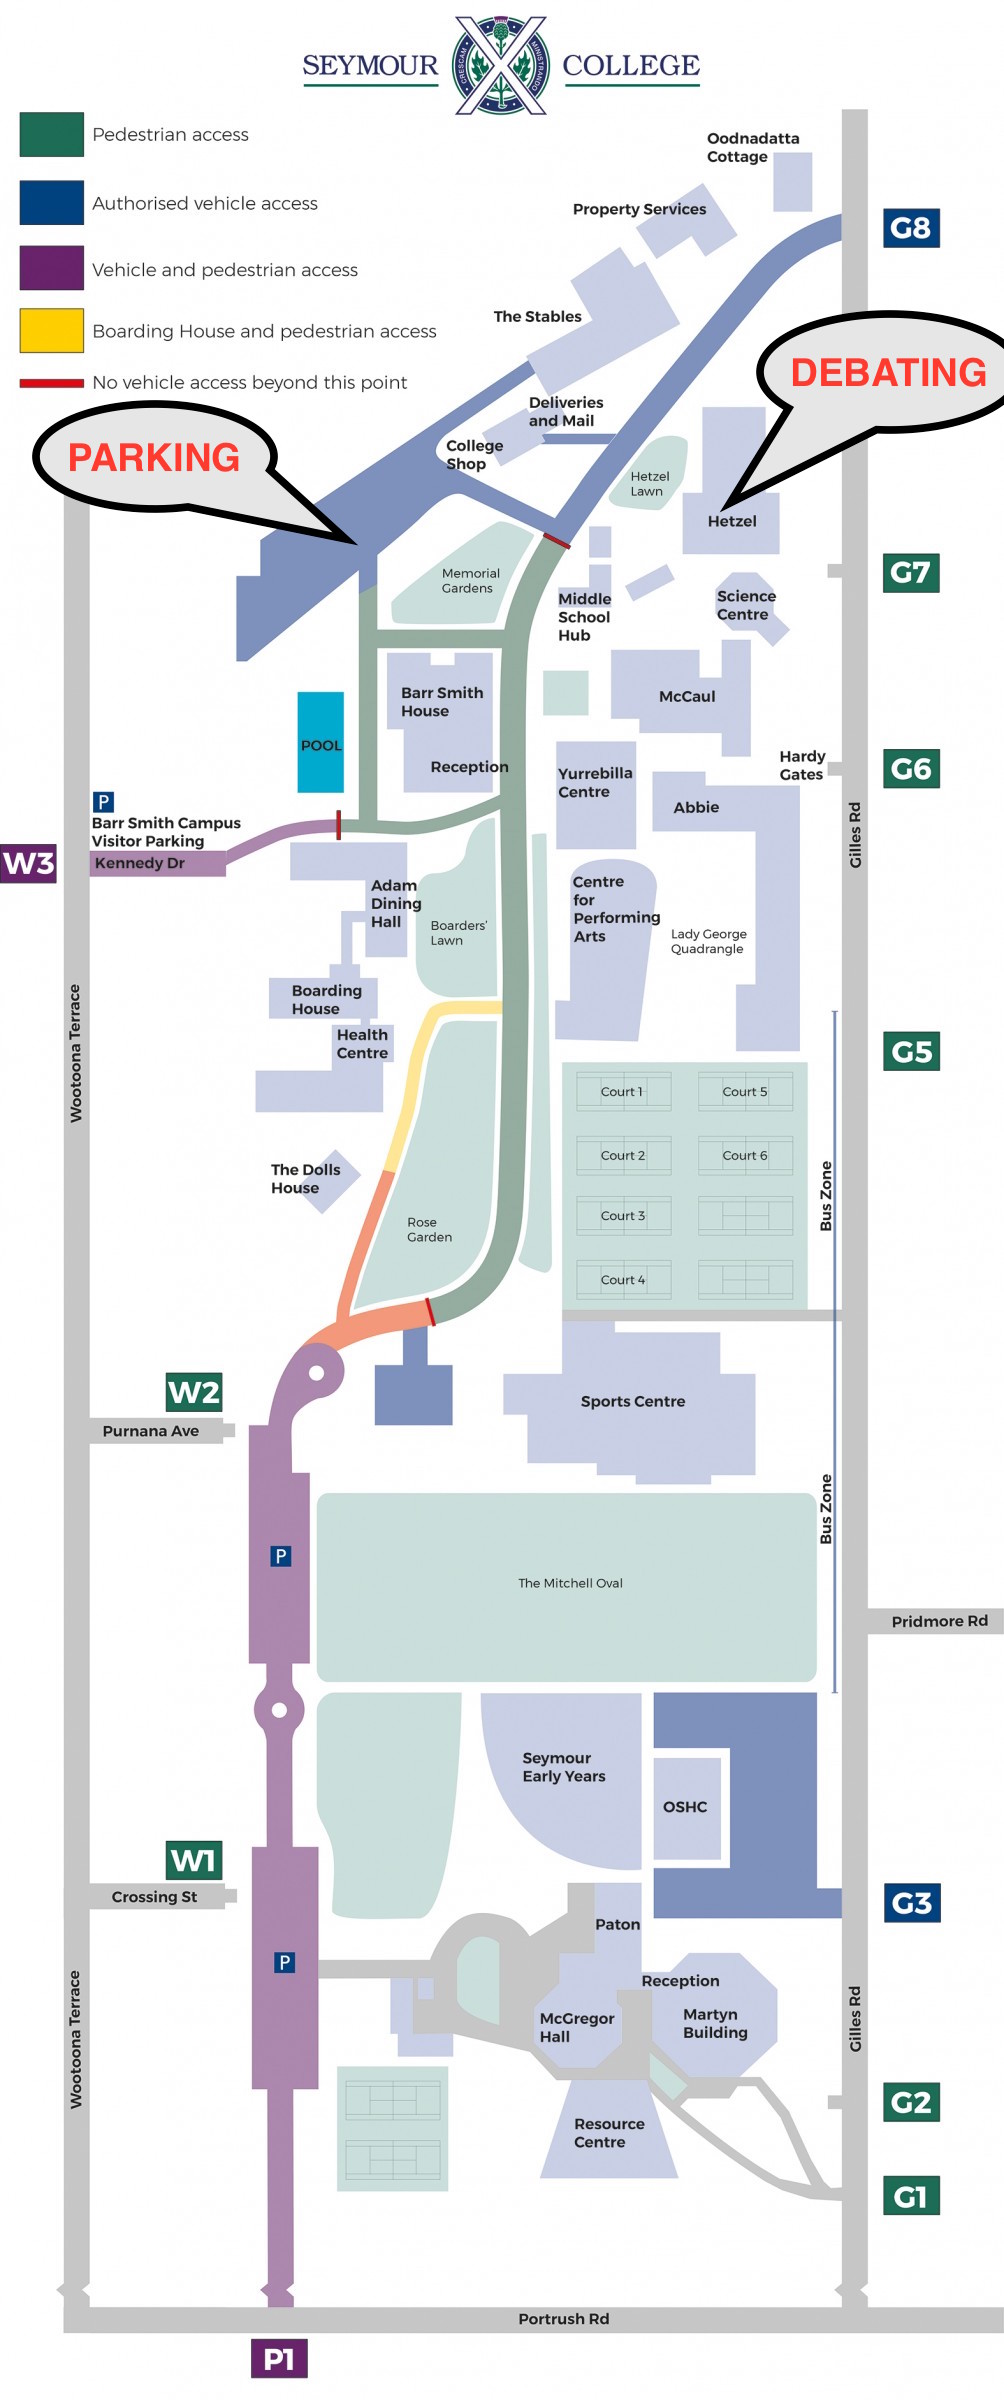 SEYMOUR COLLEGE
CRESCAM MINISTRANDO
Pedestrian access
Authorised vehicle access
Vehicle and pedestrian access
Boarding House and pedestrian access
No vehicle access beyond this point
Oodnadatta
Cottage
Property Services
G8
The Stables
DEBATING
PARKING
Deliveries
and Mail
College
Shop
Hetzel
Lawn
Hetzel
G7
Memorial
Gardens
Middle
School
Hub
Science
Centre
Barr Smith
House
McCaul
POOL
Reception
Yurrebilla
Centre
Hardy
Gates
G6
Abbie
P
Barr Smith Campus
Visitor Parking
W3
Kennedy Dr
Gilles Rd
Adam
Dining
Hall
Centre
for
Performing
Arts
Boarders'
Lawn
Lady George
Quadrangle
Boarding
House
Health
Centre
Wootoona Terrace
G5
Court 1
Court 5
Court 2
Court 6
Court 3
Court 4
Bus Zone
The Dolls
House
Rose
Garden
W2
Purnana Ave
Sports Centre
Bus Zone
P
The Mitchell Oval
Pridmore Rd
Seymour
Early Years
OSHC
W1
Crossing St
G3
Paton
P
Reception
McGregor
Hall
Martyn
Building
Wootoona Terrace
Gilles Rd
G2
Resource
Centre
G1
Portrush Rd
P1